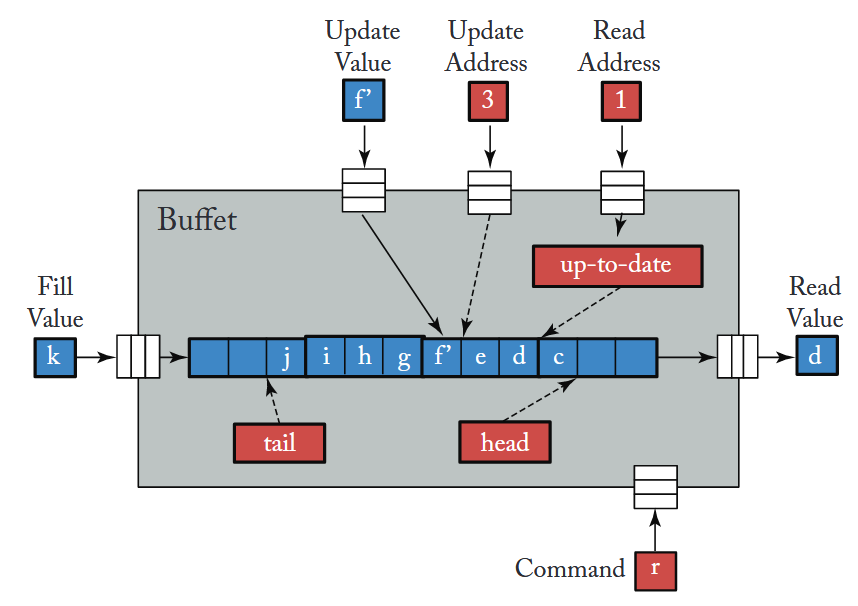 Update
Value
Update
Address
Read
Address
f’
3
1
Buffet
up-to-date
Fill
Value
Read
Value
k
j i h g f’ e d c
d
tail
head
Command
r